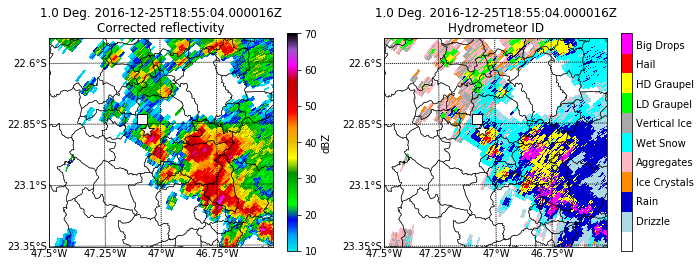 1.0 Deg. 2016-12-25T18:55:04.000016Z
Corrected reflectivity
22.6°S
22.85°S
23.1°S
23.35°S
47.5°W
47.25°W
47°W
46.75°W
70
60
50
40
30
20
10
dBZ
1.0 Deg. 2016-12-25T18:55:04.000016Z
Hydrometeor ID
22.6°S
22.85°S
23.1°S
23.35°S
47.5°W
47.25°W
47°W
46.75°W
Big Drops
Hail
HD Graupel
LD Graupel
Vertical Ice
Wet Snow
Aggregates
Ice Crystals
Rain
Drizzle